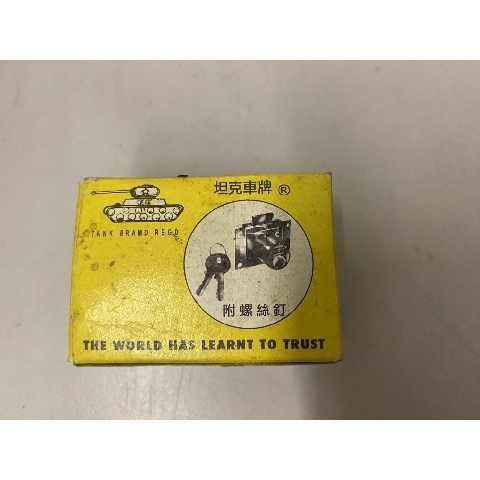 坦克車牌 ®
TANK BRAND REGD
附螺絲釘
THE WORLD HAS LEARNT TO TRUST